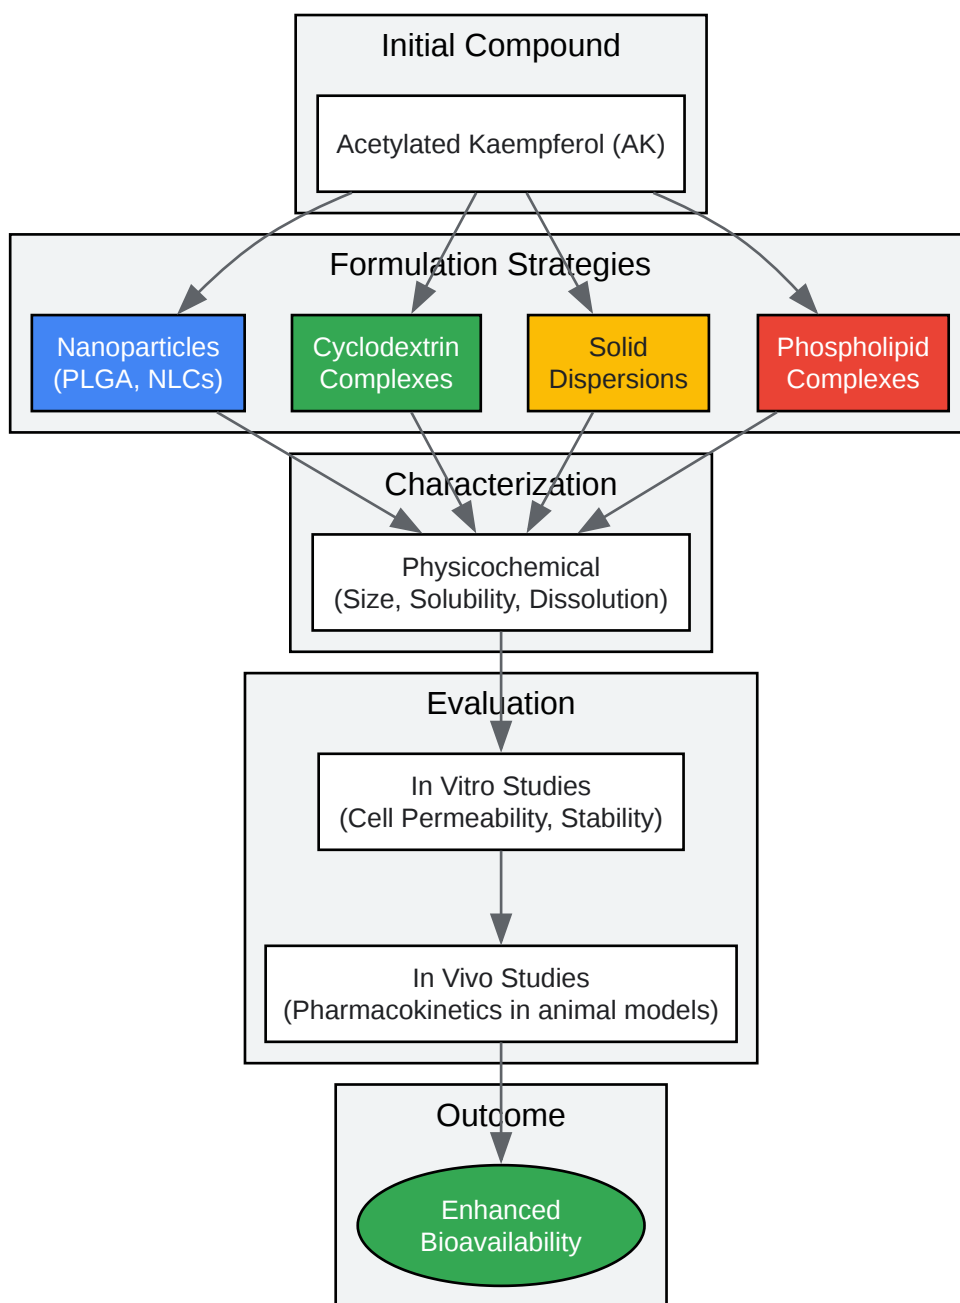 Initial Compound
Acetylated Kaempferol (AK)
Formulation Strategies
Nanoparticles
(PLGA, NLCs)
Cyclodextrin
Complexes
Solid
Dispersions
Phospholipid
Complexes
Characterization
Physicochemical
(Size, Solubility, Dissolution)
Evaluation
In Vitro Studies
(Cell Permeability, Stability)
In Vivo Studies
(Pharmacokinetics in animal models)
Outcome
Enhanced
Bioavailability